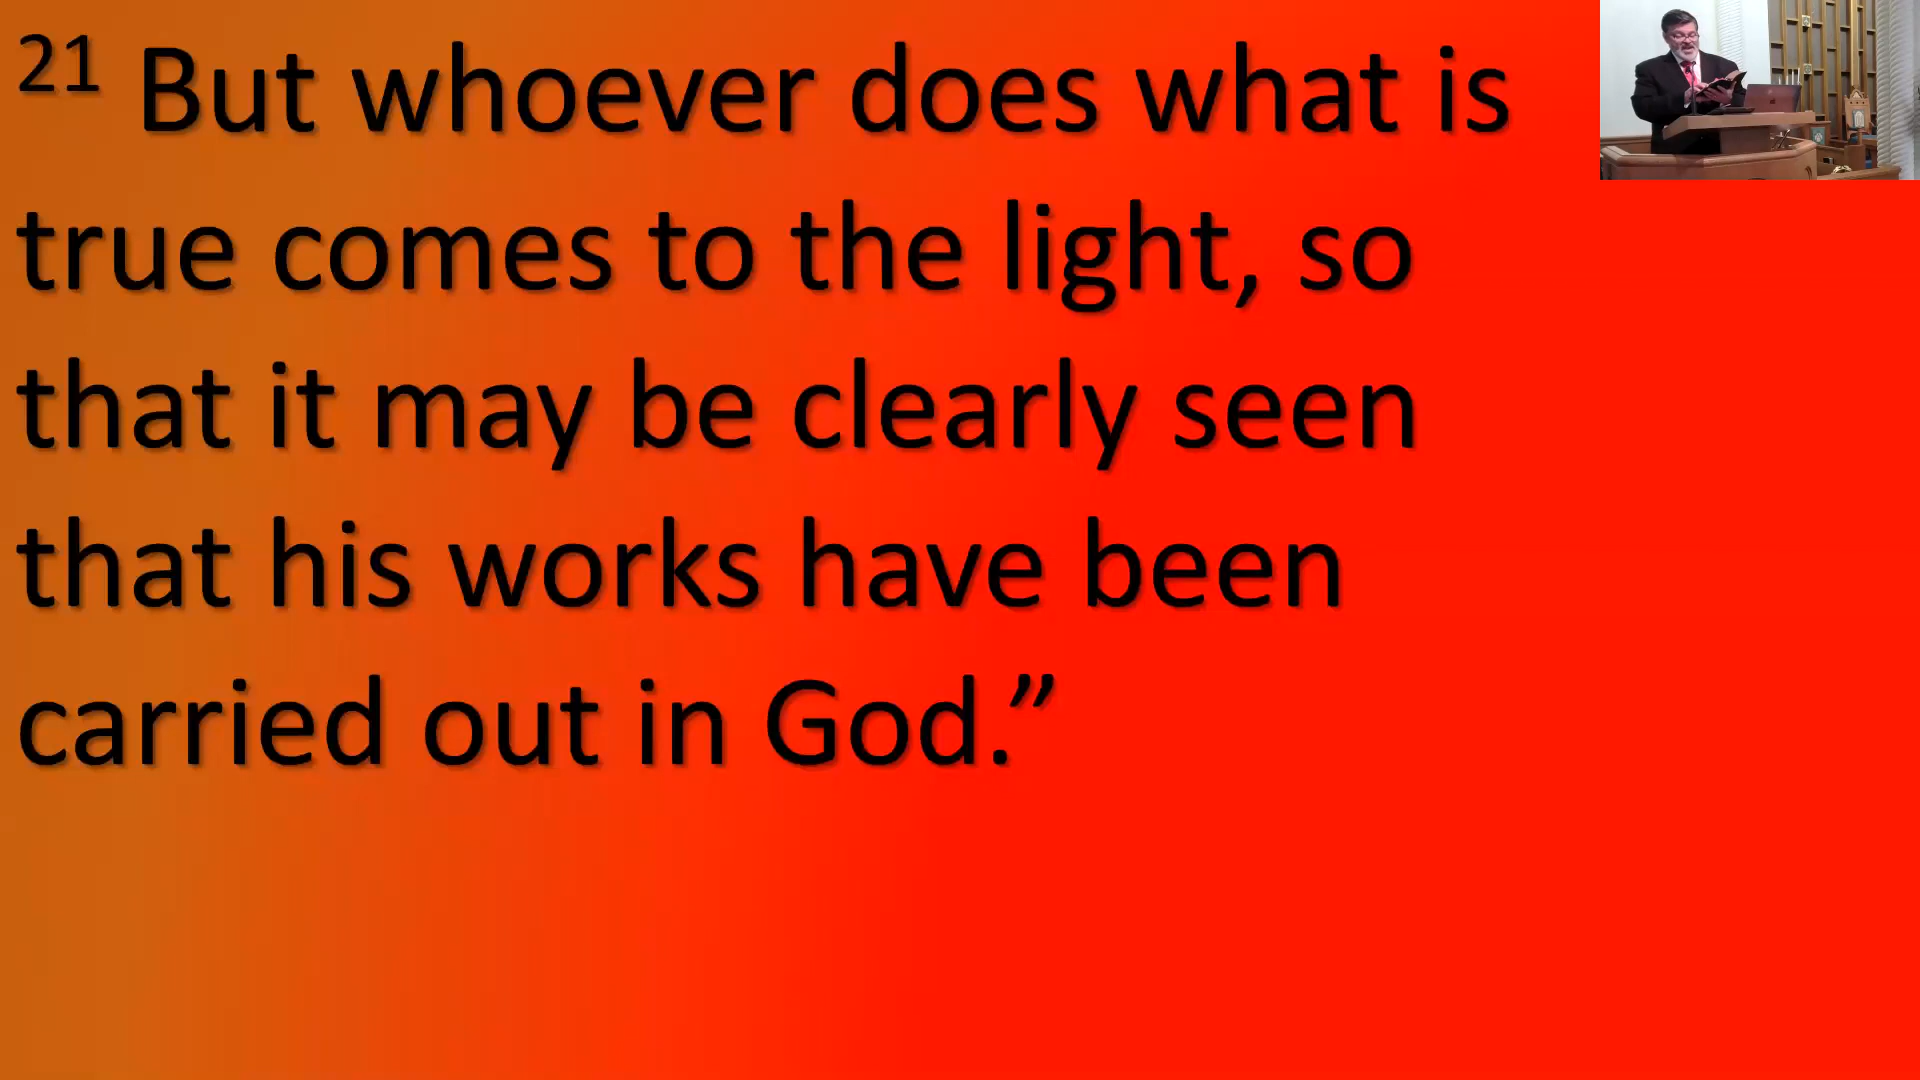 21 But whoever does what is
true comes to the light, so
that it may be clearly seen
that his works have been
carried out in God.”